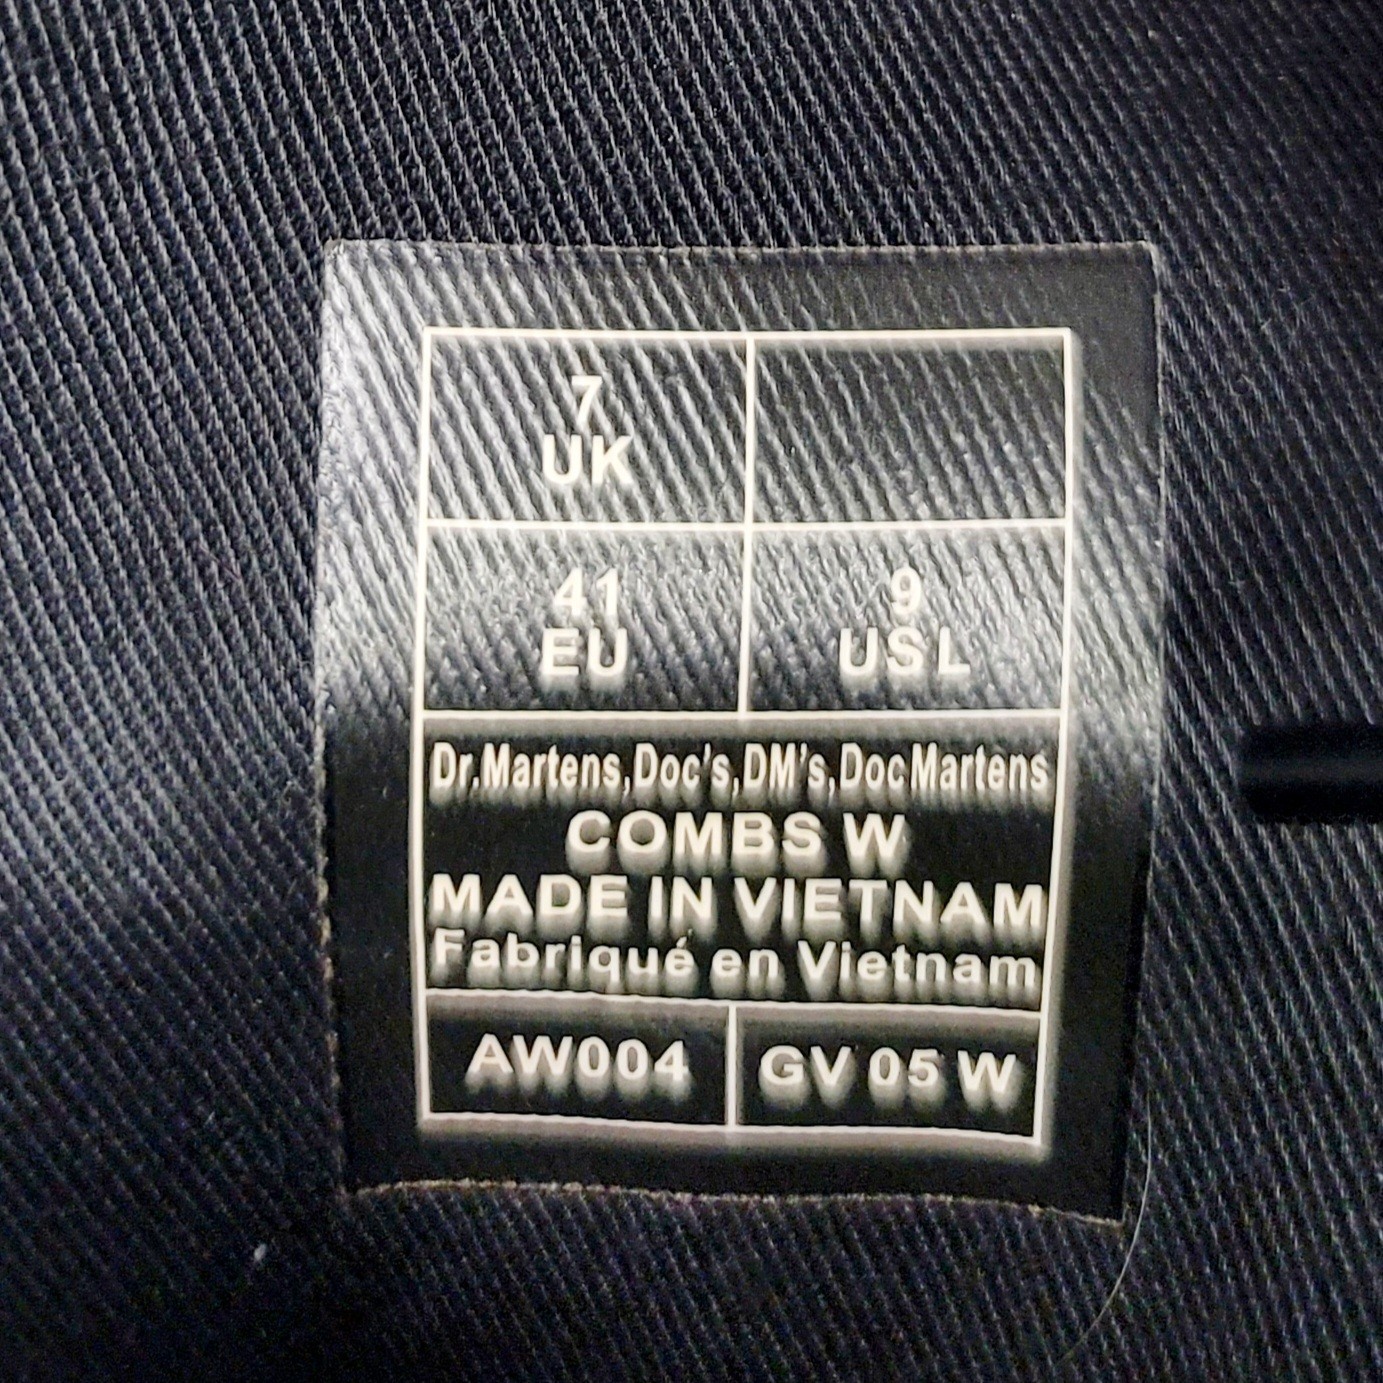 7
UK
41
EU
9
USL
Dr.Martens,Doc's,DM's,DocMartens
COMBS W
MADE IN VIETNAM
Fabriqué en Vietnam
AW004
GV 05 W